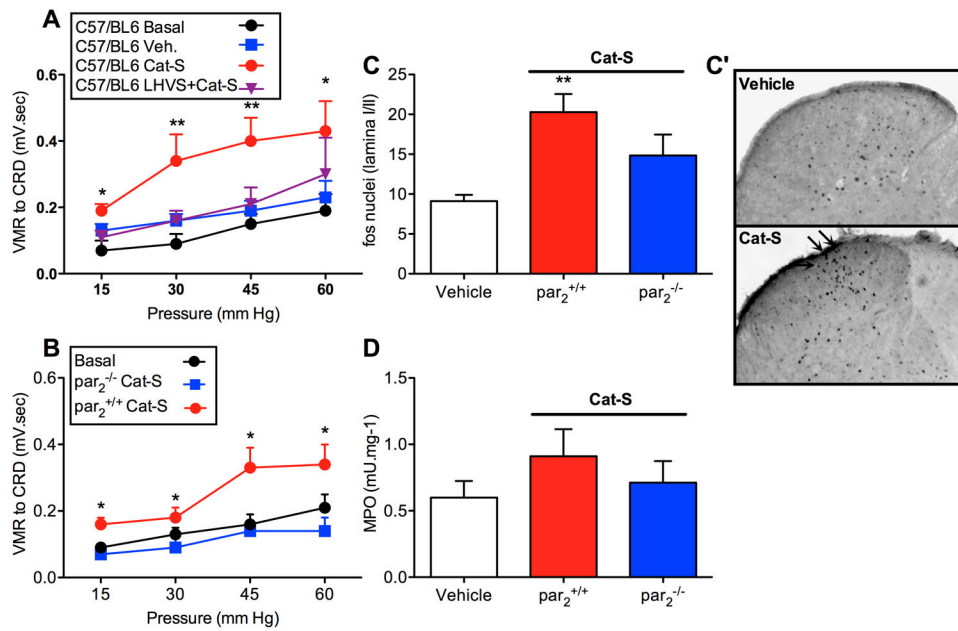 A
C57/BL6 Basal
C57/BL6 Veh.
C57/BL6 Cat-S
C57/BL6 LHVS+Cat-S
VMR to CRD (mV.sec)
0.6
0.4
0.2
0.0
*
**
**
*
15 30 45 60
Pressure (mm Hg)
B
Basal
par2-/- Cat-S
par2+/+ Cat-S
VMR to CRD (mV.sec)
0.6
0.4
0.2
0.0
*
*
*
*
15 30 45 60
Pressure (mm Hg)
C
Cat-S
fos nuclei (lamina I/II)
25
20
15
10
5
0
**
Vehicle par2+/+ par2-/-
C'
Vehicle
Cat-S
D
Cat-S
MPO (mU.mg-1)
1.5
1.0
0.5
0.0
Vehicle par2+/+ par2-/-